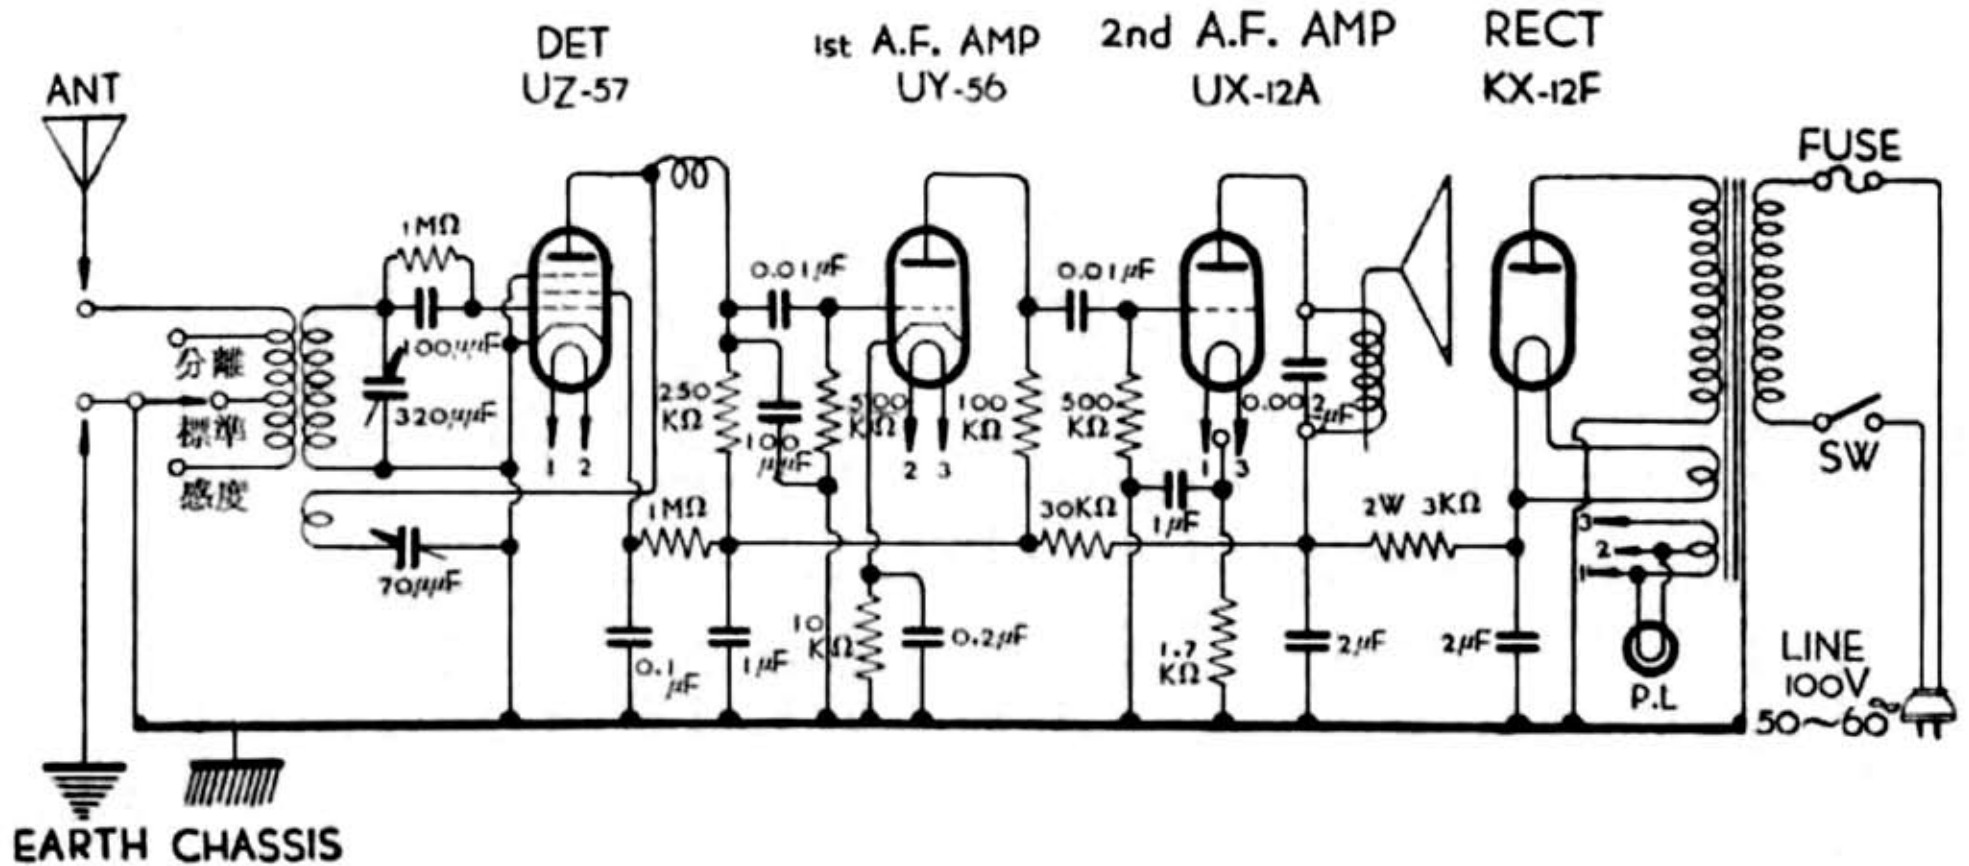 DET
UZ-57
1st A.F. AMP
UY-56
2nd A.F. AMP
UX-12A
RECT
KX-12F
ANT
FUSE
1MΩ
0.01μF
0.01μF
100μμF
分離
標準
感度
320μμF
250
KΩ
100
μμF
500
KΩ
100
KΩ
500
KΩ
0.002
μF
1 2
2 3
1 3
SW
1MΩ
30KΩ
1μF
2W 3KΩ
3
2
1
70μμF
0.1
μF
1μF
10
KΩ
0.2μF
1.7
KΩ
2μF
2μF
P.L
LINE
100V
50~60~
EARTH CHASSIS